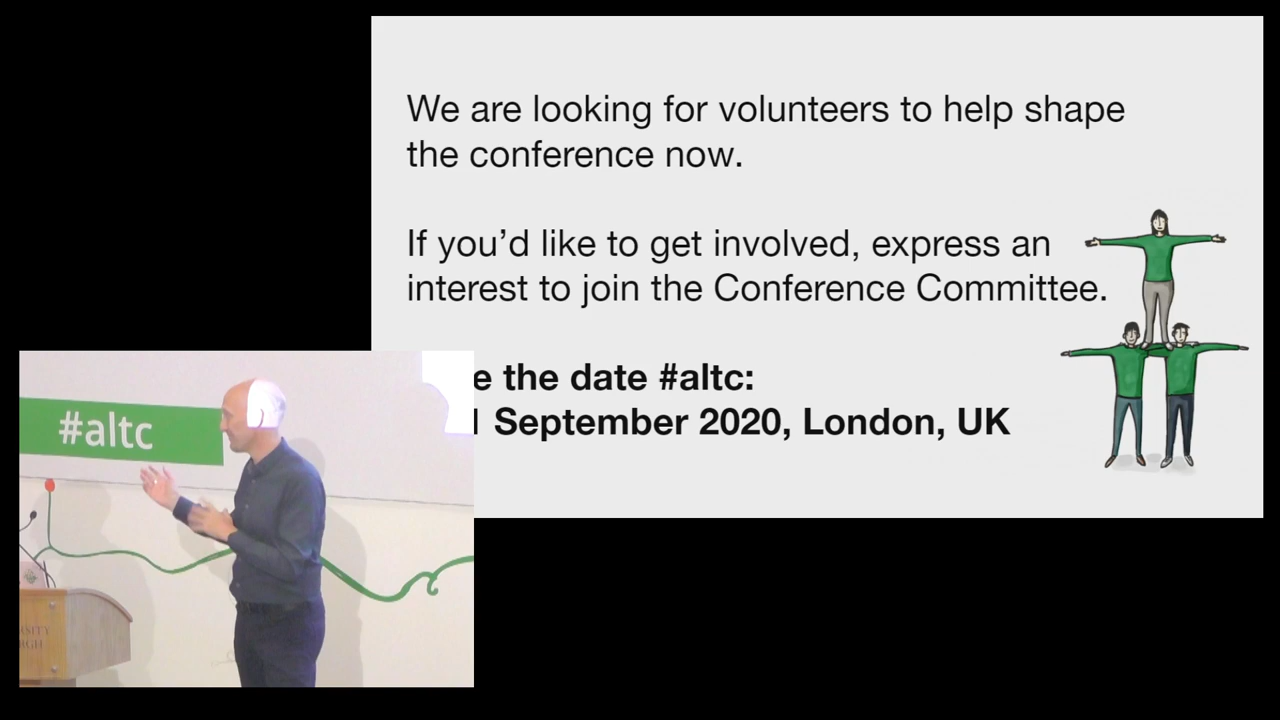 We are looking for volunteers to help shape
the conference now.
If you’d like to get involved, express an
interest to join the Conference Committee.
the date #altc:
September 2020, London, UK
#altc